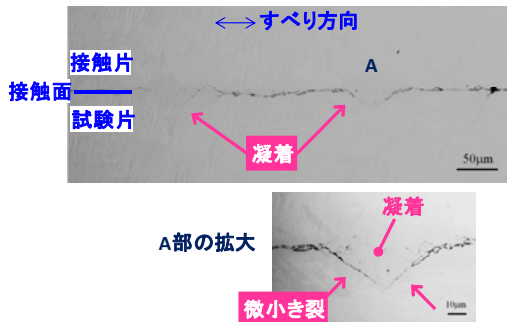 すべり方向
接触片
A
接触面
試験片
凝着
50μm
凝着
A部の拡大
微小き裂
10μm